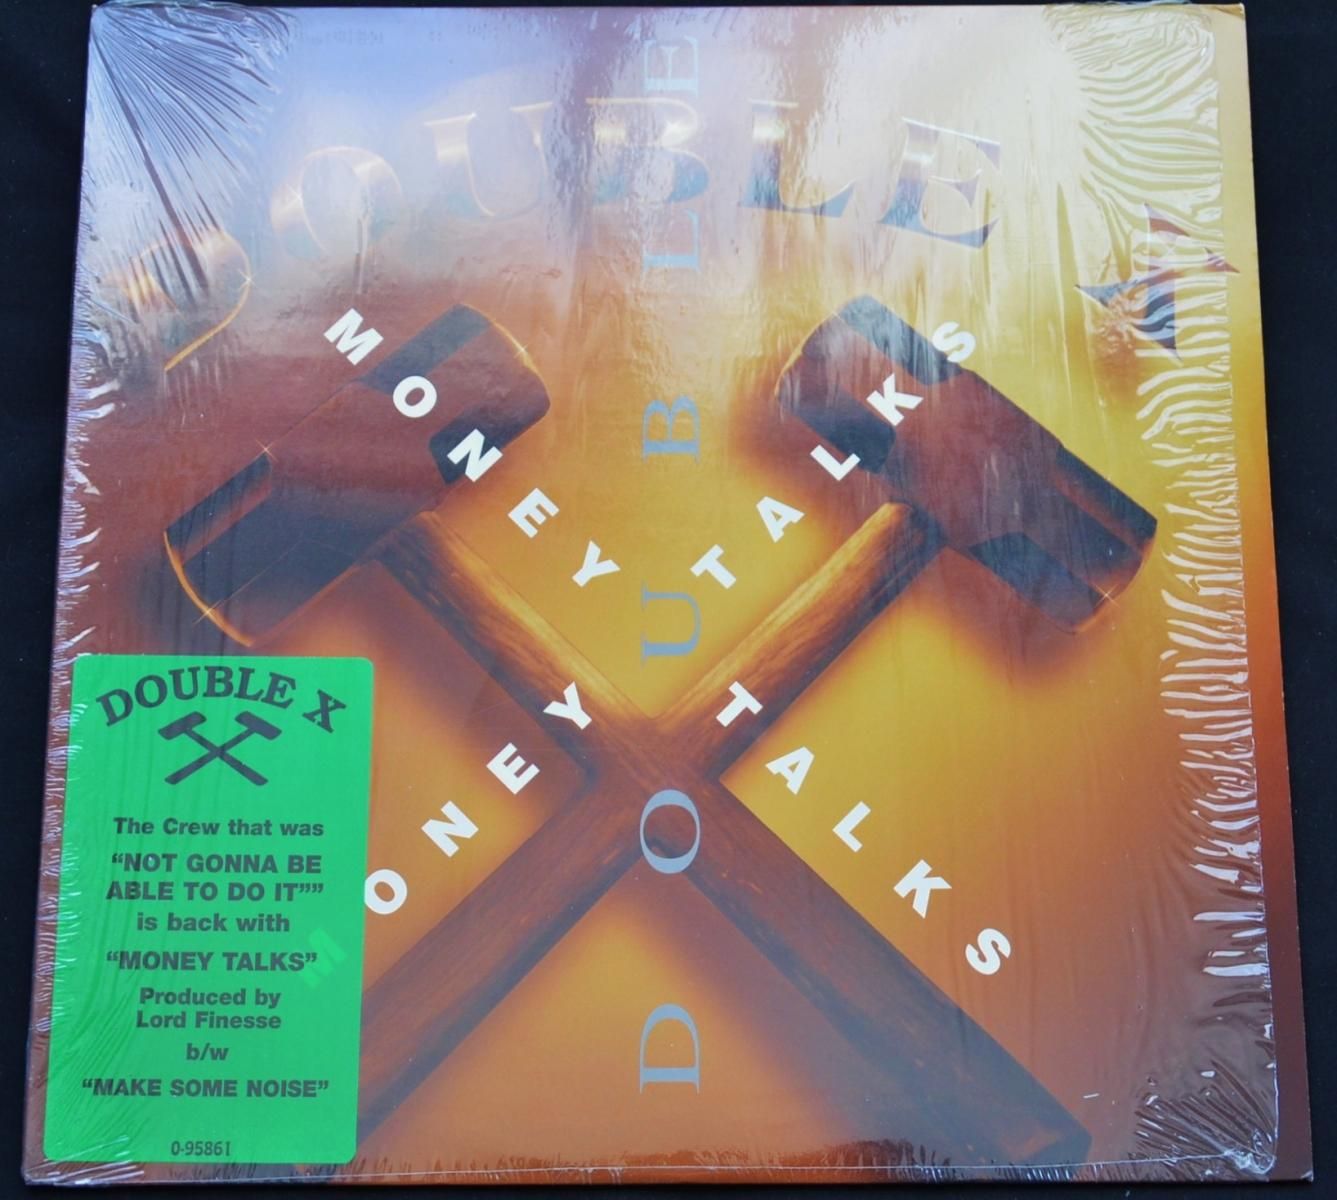 DOUBLE X
DOUBLE
MONEY TALKS
MONEY TALKS
DOUBLE X
The Crew that was
“NOT GONNA BE
ABLE TO DO IT””
is back with
“MONEY TALKS”
Produced by
Lord Finesse
b/w
“MAKE SOME NOISE”
0-95861